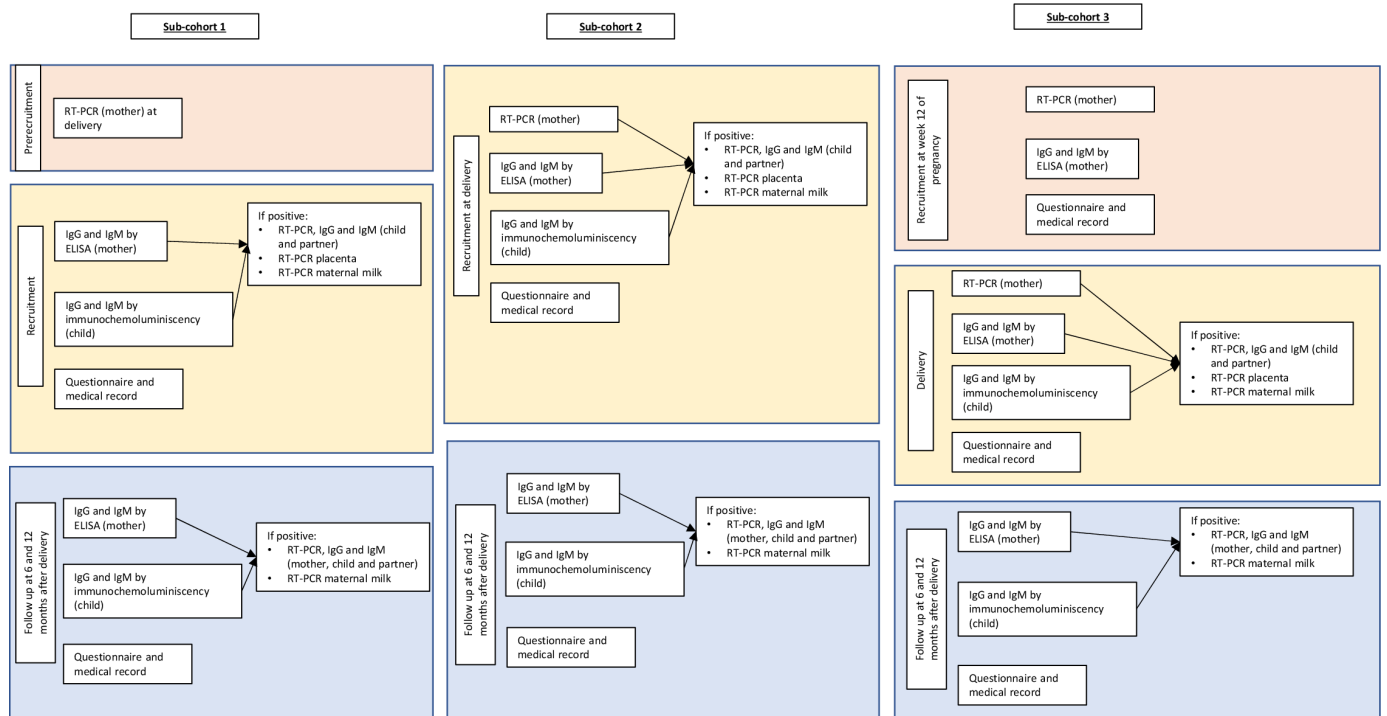 Sub-cohort 1
Prerecruitment
RT-PCR (mother) at
delivery
Recruitment
IgG and IgM by
ELISA (mother)
IgG and IgM by
immunochemoluminiscency
(child)
Questionnaire and
medical record
If positive:
• RT-PCR, IgG and IgM (child
and partner)
• RT-PCR placenta
• RT-PCR maternal milk
Follow up at 6 and 12
months after delivery
IgG and IgM by
ELISA (mother)
IgG and IgM by
immunochemoluminiscency
(child)
Questionnaire and
medical record
If positive:
• RT-PCR, IgG and IgM
(mother, child and partner)
• RT-PCR maternal milk
Sub-cohort 2
Recruitment at delivery
RT-PCR (mother)
IgG and IgM by
ELISA (mother)
IgG and IgM by
immunochemoluminiscency
(child)
Questionnaire and
medical record
If positive:
• RT-PCR, IgG and IgM (child
and partner)
• RT-PCR placenta
• RT-PCR maternal milk
Follow up at 6 and 12
months after delivery
IgG and IgM by
ELISA (mother)
IgG and IgM by
immunochemoluminiscency
(child)
Questionnaire and
medical record
If positive:
• RT-PCR, IgG and IgM
(mother, child and partner)
• RT-PCR maternal milk
Sub-cohort 3
Recruitment at week 12 of
pregnancy
RT-PCR (mother)
IgG and IgM by
ELISA (mother)
Questionnaire and
medical record
Delivery
RT-PCR (mother)
IgG and IgM by
ELISA (mother)
IgG and IgM by
immunochemoluminiscency
(child)
Questionnaire and
medical record
If positive:
• RT-PCR, IgG and IgM (child
and partner)
• RT-PCR placenta
• RT-PCR maternal milk
Follow up at 6 and 12
months after delivery
IgG and IgM by
ELISA (mother)
IgG and IgM by
immunochemoluminiscency
(child)
Questionnaire and
medical record
If positive:
• RT-PCR, IgG and IgM
(mother, child and partner)
• RT-PCR maternal milk